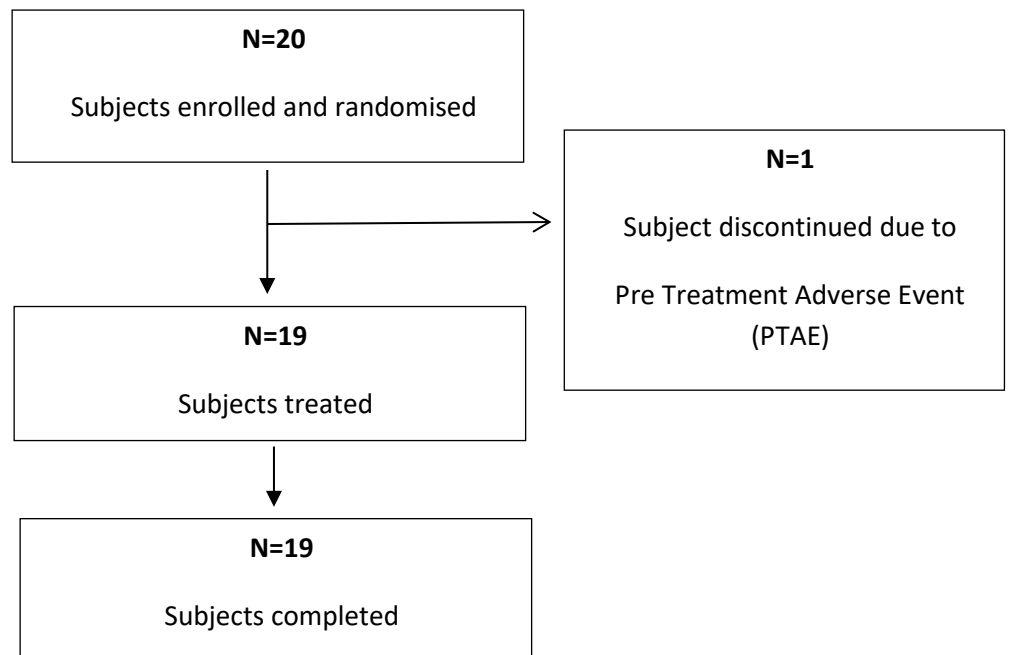 N=20
Subjects enrolled and randomised
N=1
Subject discontinued due to
Pre Treatment Adverse Event
(PTAE)
N=19
Subjects treated
N=19
Subjects completed